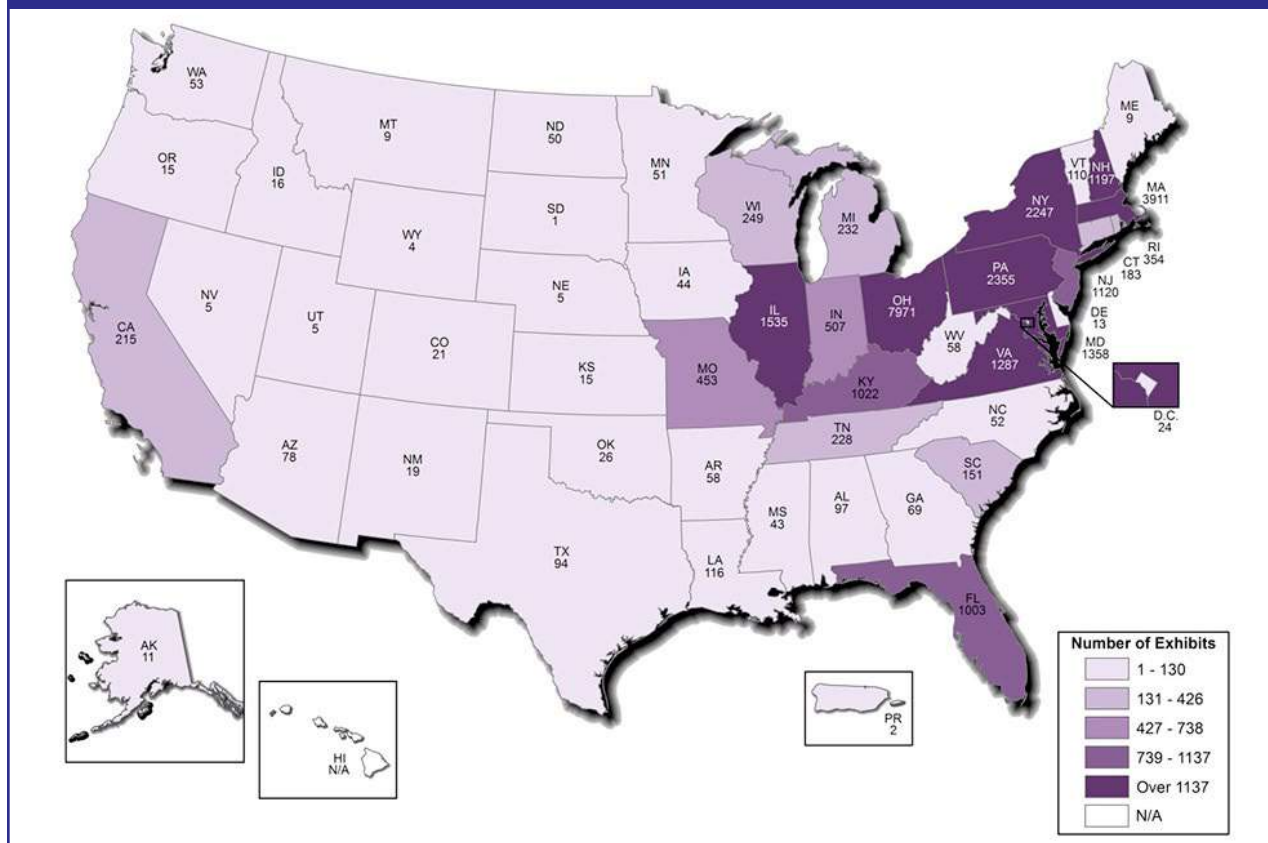 WA
53
OR
15
CA
215
ID
16
NV
5
MT
9
WY
4
UT
5
AZ
78
CO
21
NM
19
ND
50
SD
1
NE
5
KS
15
OK
26
TX
94
MN
51
IA
44
MO
453
AR
58
LA
116
WI
249
IL
1535
MI
232
IN
507
OH
7971
KY
1022
TN
228
MS
43
AL
97
GA
69
FL
1003
SC
151
NC
52
VA
1287
WV
58
PA
2355
NY
2247
VT
110
NH
1197
ME
9
MA
3911
RI
354
CT
183
NJ
1120
DE
13
MD
1358
D.C.
24
AK
11
HI
N/A
PR
2
Number of Exhibits
1 - 130
131 - 426
427 - 738
739 - 1137
Over 1137
N/A